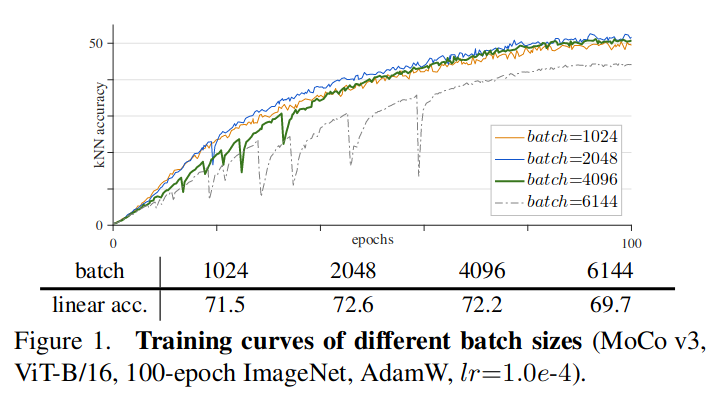 50
kNN accuracy
0
0
epochs
100
batch=1024
batch=2048
batch=4096
batch=6144
batch 1024 2048 4096 6144
linear acc. 71.5 72.6 72.2 69.7
Figure 1. Training curves of different batch sizes (MoCo v3,
ViT-B/16, 100-epoch ImageNet, AdamW, lr=1.0e-4).